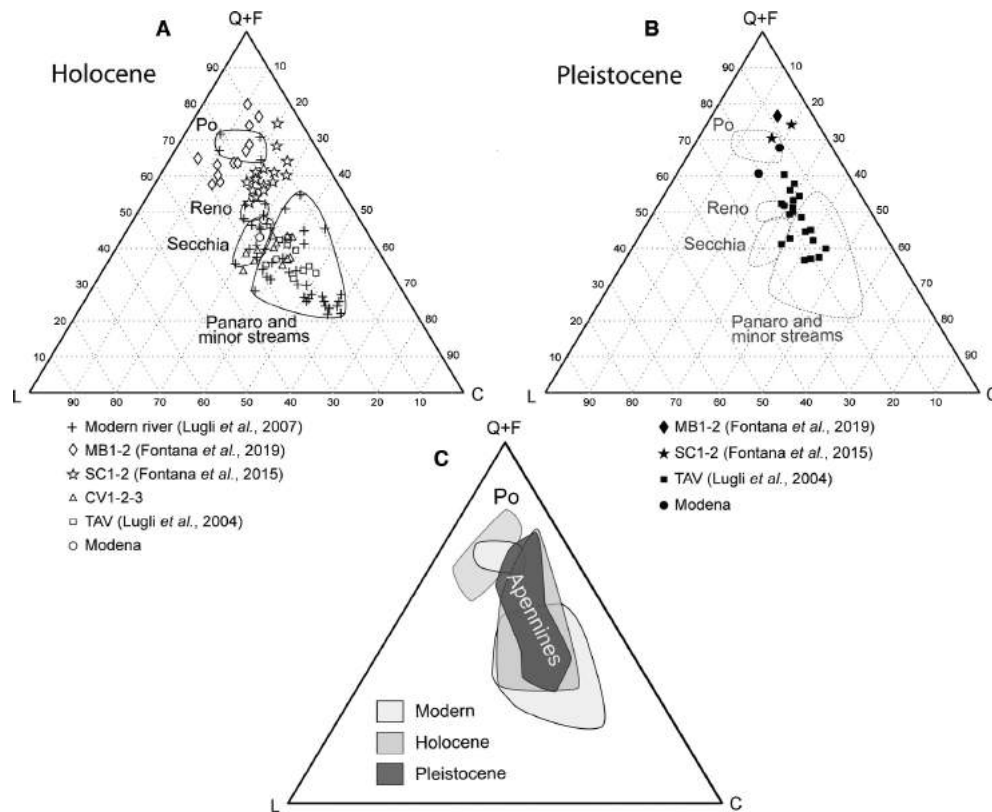 Q+F
A
Holocene
90
10
80
20
Po
70
30
60
40
50
Reno
50
40
Secchia
60
30
70
20
Panaro and
minor streams
80
10
90
L
90
80
70
60
50
40
30
20
10
C
+ Modern river (Lugli et al., 2007)
◇ MB1-2 (Fontana et al., 2019)
☆ SC1-2 (Fontana et al., 2015)
△ CV1-2-3
□ TAV (Lugli et al., 2004)
○ Modena
Q+F
B
Pleistocene
90
10
80
20
Po
70
30
60
40
50
Reno
50
40
Secchia
60
30
70
20
Panaro and
minor streams
80
10
90
L
90
80
70
60
50
40
30
20
10
C
◆ MB1-2 (Fontana et al., 2019)
★ SC1-2 (Fontana et al., 2015)
■ TAV (Lugli et al., 2004)
● Modena
Q+F
C
Po
Apennines
Modern
Holocene
Pleistocene
L
C